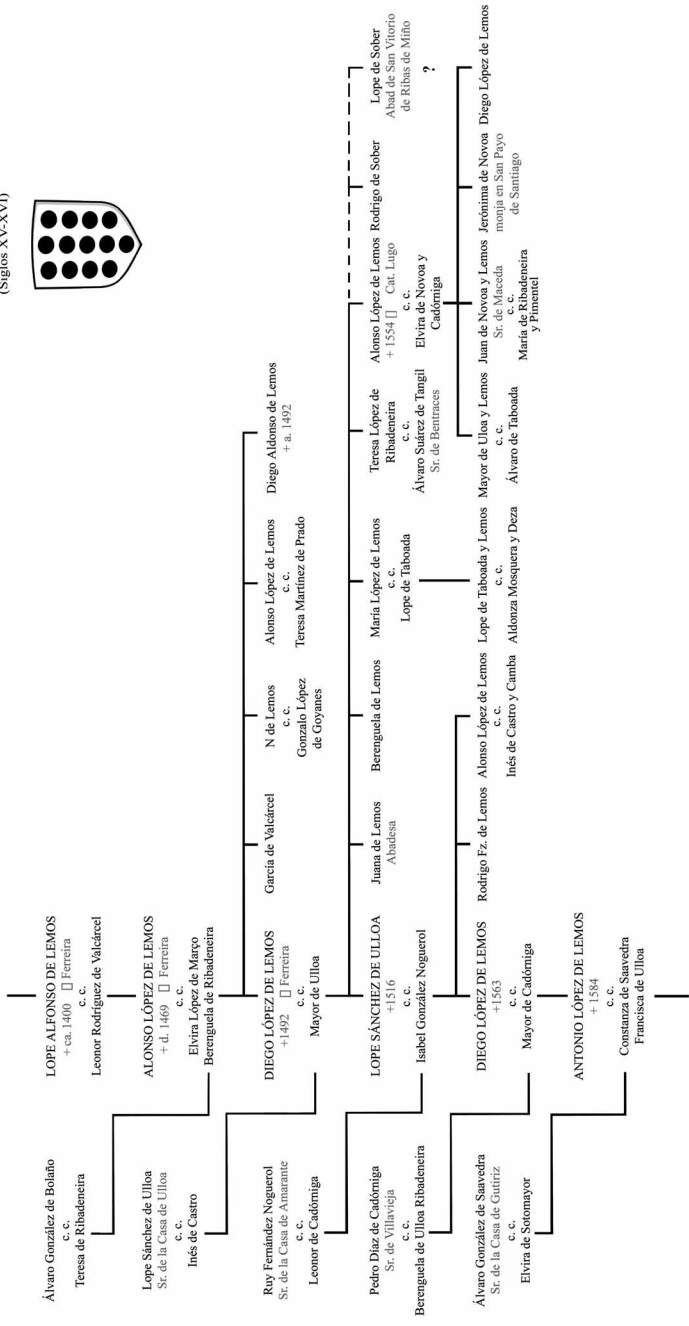 (Siglos XV-XVI)
LOPE ALFONSO DE LEMOS
+ ca. 1400 [] Ferreira
c. c.
Leonor Rodríguez de Valcárcel
Álvaro González de Bolaño
c. c.
Teresa de Ribadeneira
ALONSO LÓPEZ DE LEMOS
+ d. 1469 [] Ferreira
c. c.
Elvira López de Março
Berenguela de Ribadeneira
Lope Sánchez de Ulloa
Sr. de la Casa de Ulloa
c. c.
Inés de Castro
DIEGO LÓPEZ DE LEMOS
+1492 [] Ferreira
c. c.
Mayor de Ulloa
García de Valcárcel
N de Lemos
c. c.
Gonzalo López
de Goyanes
Alonso López de Lemos
c. c.
Teresa Martínez de Prado
Diego Aldonso de Lemos
+ a. 1492
Ruy Fernández Noguerol
Sr. de la Casa de Amarante
c. c.
Leonor de Cadórniga
LOPE SÁNCHEZ DE ULLOA
+1516
c. c.
Isabel González Noguerol
Juana de Lemos
Abadesa
Berenguela de Lemos
María López de Lemos
c. c.
Lope de Taboada
Teresa López de
Ribadeneira
c. c.
Álvaro Suárez de Tangil
Sr. de Bentraces
Alonso López de Lemos
+ 1554 [] Cat. Lugo
c. c.
Elvira de Novoa y
Cadórniga
Rodrigo de Sober
Lope de Sober
Abad de San Vitorio
de Ribas de Miño
?
Pedro Díaz de Cadórniga
Sr. de Villavieja
c. c.
Berenguela de Ulloa Ribadeneira
DIEGO LÓPEZ DE LEMOS
+1563
c. c.
Mayor de Cadórniga
Rodrigo Fz. de Lemos
Alonso López de Lemos
c. c.
Inés de Castro y Camba
Lope de Taboada y Lemos
c. c.
Aldonza Mosquera y Deza
Mayor de Uloa y Lemos
c. c.
Álvaro de Taboada
Juan de Novoa y Lemos
Sr. de Maceda
c. c.
María de Ribadeneira
y Pimentel
Jerónima de Novoa
monja en San Payo
de Santiago
Diego López de Lemos
Álvaro González de Saavedra
Sr. de la Casa de Gutiriz
c. c.
Elvira de Sotomayor
ANTONIO LÓPEZ DE LEMOS
+ 1584
c. c.
Constanza de Saavedra
Francisca de Ulloa